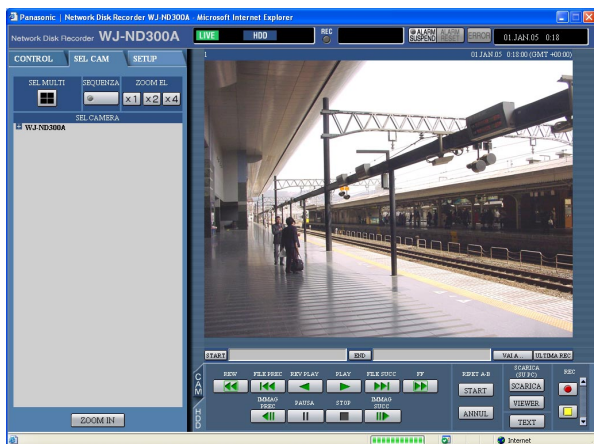 Panasonic | Network Disk Recorder WJ-ND300A - Microsoft Internet Explorer
Network Disk Recorder WJ-ND300A
LIVE HDD REC ALARM SUSPEND ALARM RESET ERROR 01.JAN.05 0:18
CONTROL SEL CAM SETUP
1 01.JAN.05 0:18:00 (GMT +00:00)
SEL MULTI SEQUENZA ZOOM EL
x1 x2 x4
SEL CAMERA
WJ-ND300A
START END VAI A... ULTIMA REC
CAM
HDD
REW FILE PREC REV PLAY PLAY FILE SUCC FF
IMMAG PREC PAUSA STOP IMMAG SUCC
REPET A-B
START
ANNUL
SCARICA (SU PC)
SCARICA
VIEWER
TEXT
REC
ZOOM IN
Internet